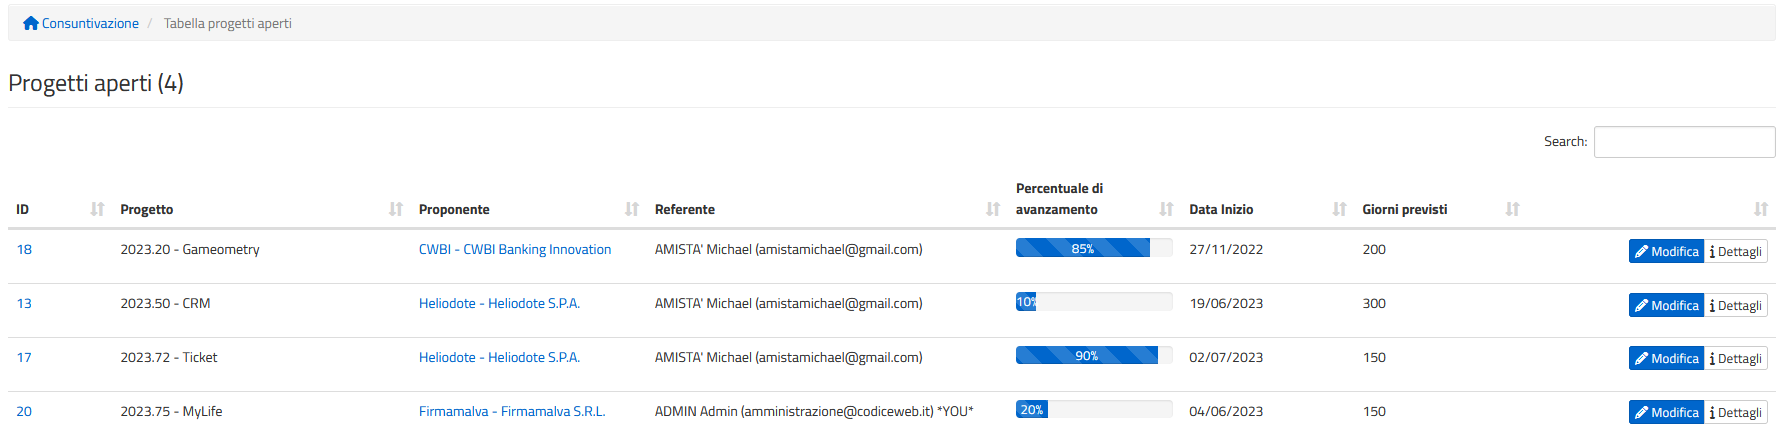 Consuntivazione / Tabella progetti aperti
Progetti aperti (4)
Search:
ID Progetto Proponente Referente Percentuale di avanzamento Data Inizio Giorni previsti
18 2023.20 - Gameometry CWBI - CWBI Banking Innovation AMISTA' Michael (amistamichael@gmail.com) 85% 27/11/2022 200 Modifica Dettagli
13 2023.50 - CRM Heliodote - Heliodote S.P.A. AMISTA' Michael (amistamichael@gmail.com) 10% 19/06/2023 300 Modifica Dettagli
17 2023.72 - Ticket Heliodote - Heliodote S.P.A. AMISTA' Michael (amistamichael@gmail.com) 90% 02/07/2023 150 Modifica Dettagli
20 2023.75 - MyLife Firmamalva - Firmamalva S.R.L. ADMIN Admin (amministrazione@codiceweb.it) *YOU* 20% 04/06/2023 150 Modifica Dettagli